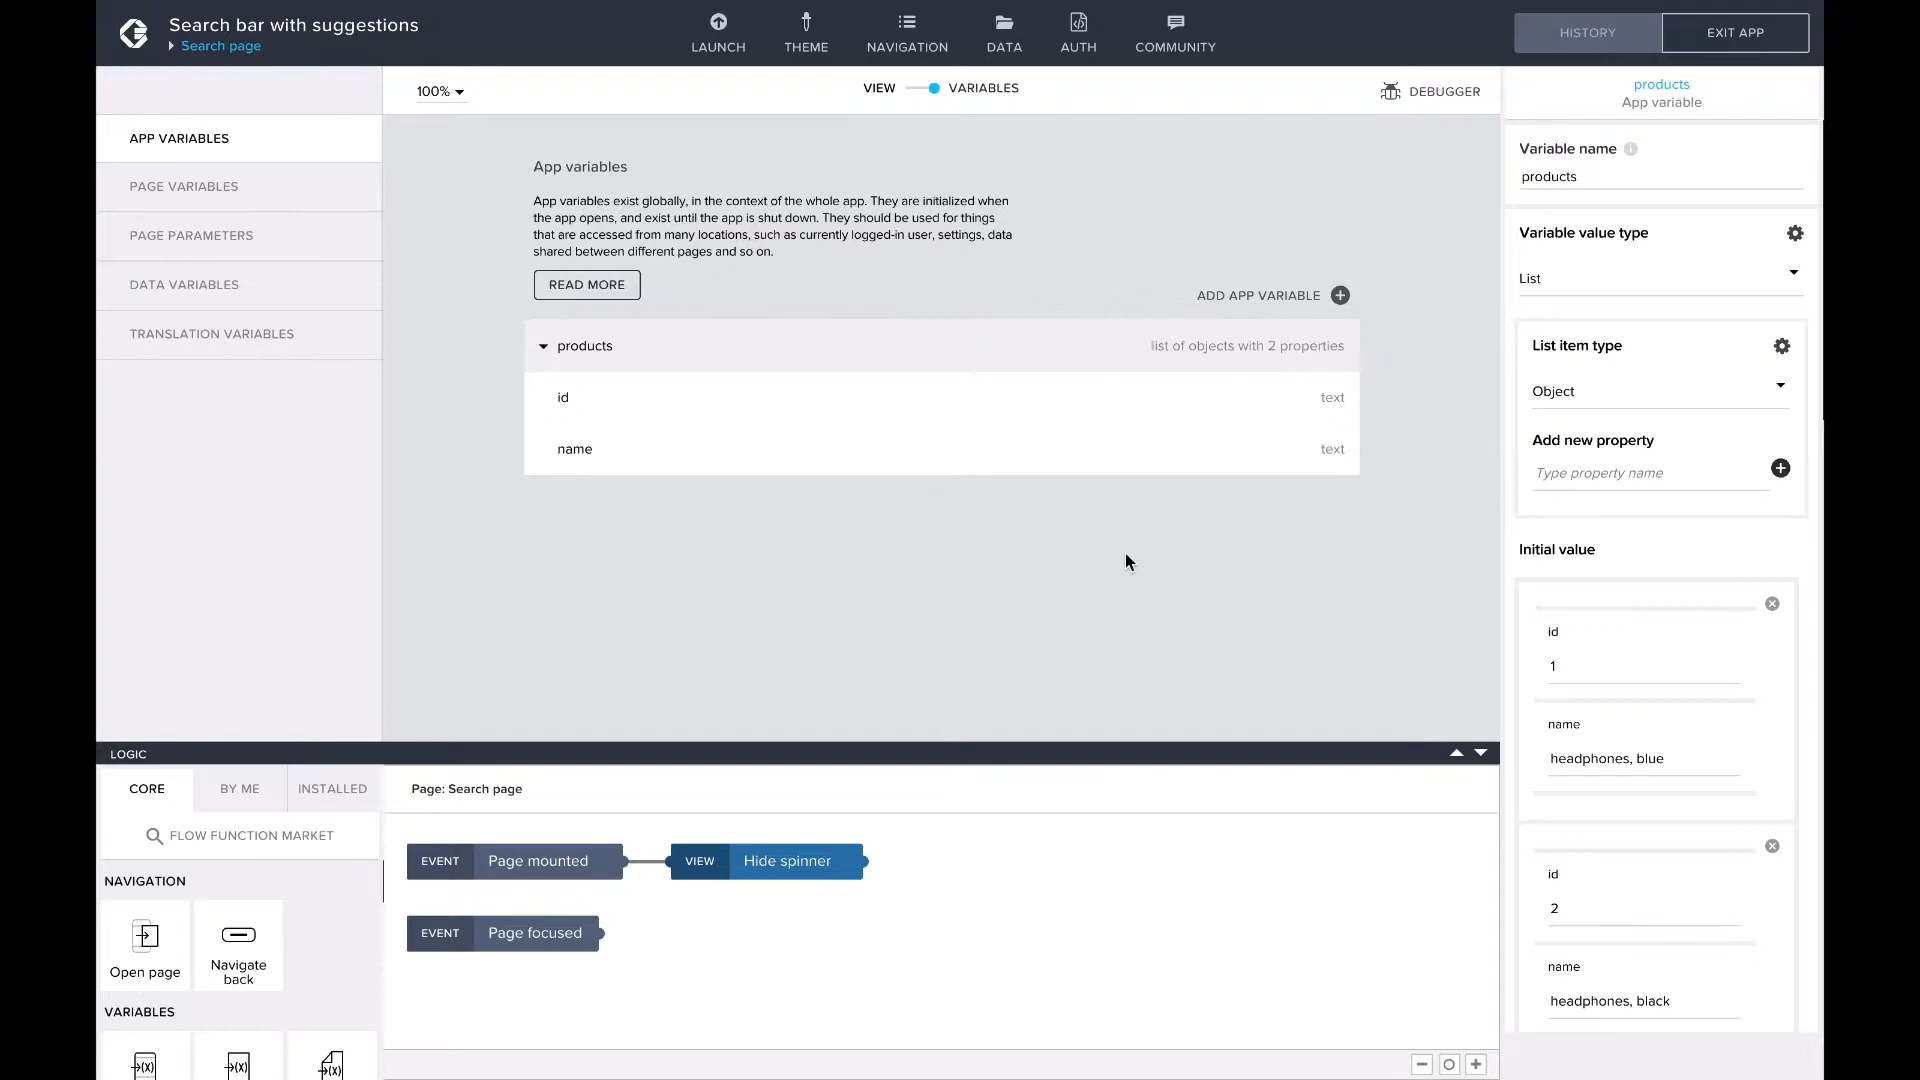 Search bar with suggestions
Search page
LAUNCH
THEME
NAVIGATION
DATA
AUTH
COMMUNITY
HISTORY
EXIT APP
100%
VIEW
VARIABLES
DEBUGGER
APP VARIABLES
PAGE VARIABLES
PAGE PARAMETERS
DATA VARIABLES
TRANSLATION VARIABLES
App variables
App variables exist globally, in the context of the whole app. They are initialized when
the app opens, and exist until the app is shut down. They should be used for things
that are accessed from many locations, such as currently logged-in user, settings, data
shared between different pages and so on.
READ MORE
ADD APP VARIABLE
products
list of objects with 2 properties
id
text
name
text
products
App variable
Variable name
products
Variable value type
List
List item type
Object
Add new property
Type property name
Initial value
id
1
name
headphones, blue
id
2
name
headphones, black
LOGIC
CORE
BY ME
INSTALLED
FLOW FUNCTION MARKET
NAVIGATION
Open page
Navigate
back
VARIABLES
(x)
(x)
(x)
Page: Search page
EVENT
Page mounted
VIEW
Hide spinner
EVENT
Page focused